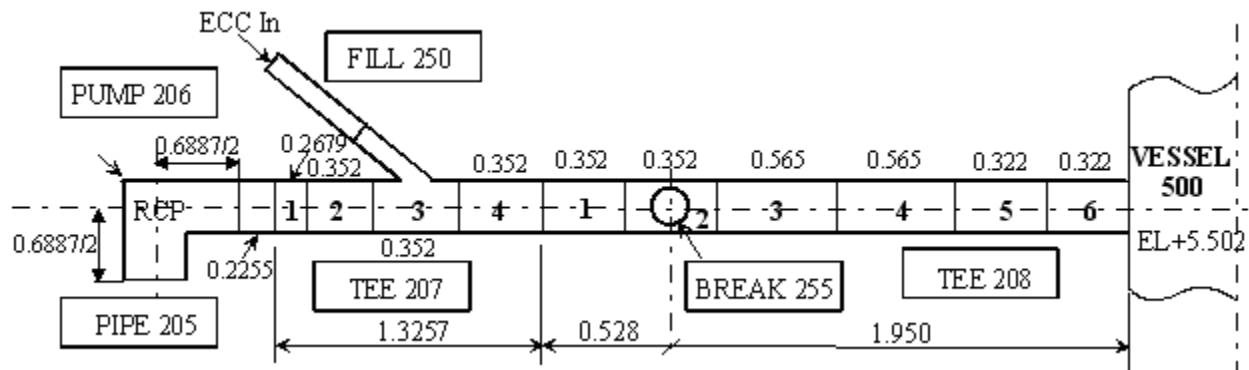 ECC In
FILL 250
PUMP 206
0.6887/2
0.2679
0.352
0.352
0.352
0.352
0.565
0.565
0.322
0.322
VESSEL
500
RCP
1
2
3
4
1
2
3
4
5
6
0.6887/2
0.2255
0.352
EL+5.502
TEE 207
BREAK 255
TEE 208
PIPE 205
1.3257
0.528
1.950